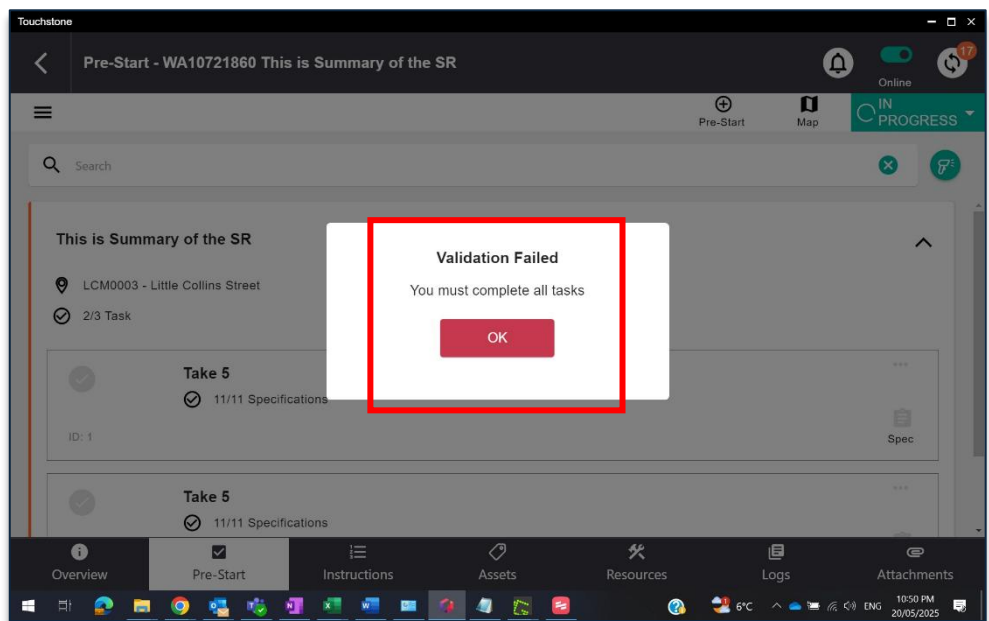 Touchstone
Pre-Start - WA10721860 This is Summary of the SR
17
Online
Pre-Start
Map
IN
PROGRESS
Search
This is Summary of the SR
LCM0003 - Little Collins Street
2/3 Task
Validation Failed
You must complete all tasks
OK
Take 5
11/11 Specifications
ID: 1
Spec
Take 5
11/11 Specifications
Overview
Pre-Start
Instructions
Assets
Resources
Logs
Attachments
6°C
ENG
10:50 PM
20/05/2025